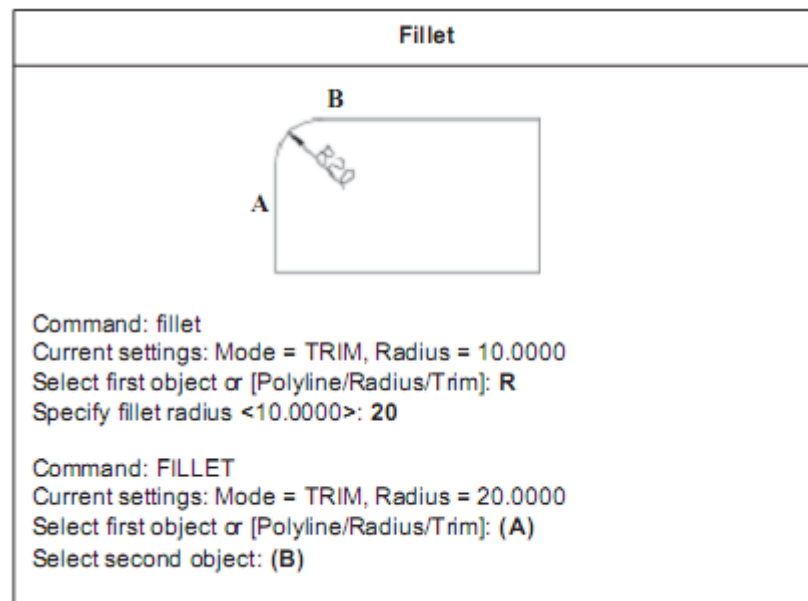 Fillet
B
R20
A
Command: fillet
Current settings: Mode = TRIM, Radius = 10.0000
Select first object or [Polyline/Radius/Trim]: R
Specify fillet radius <10.0000>: 20
Command: FILLET
Current settings: Mode = TRIM, Radius = 20.0000
Select first object or [Polyline/Radius/Trim]: (A)
Select second object: (B)